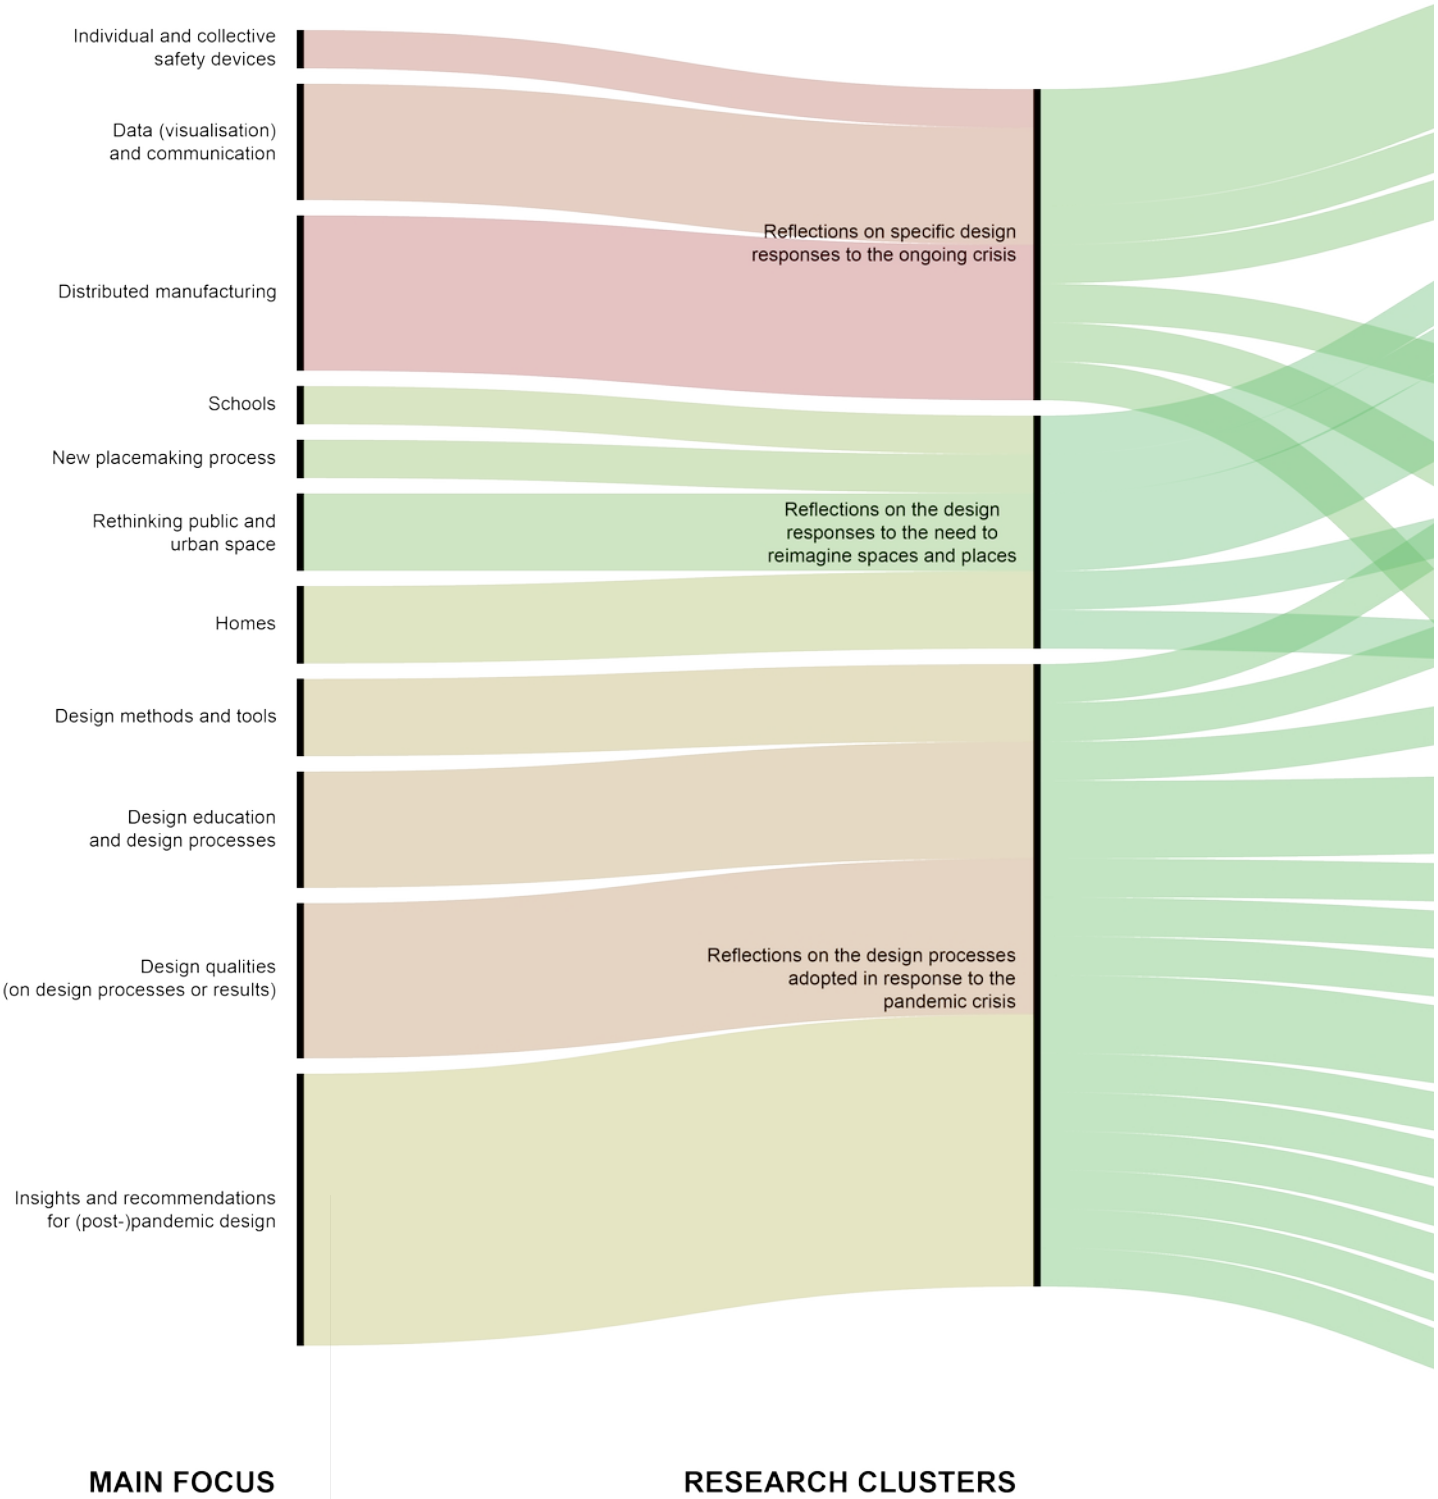 Individual and collective
safety devices
Data (visualisation)
and communication
Distributed manufacturing
Schools
New placemaking process
Rethinking public and
urban space
Homes
Design methods and tools
Design education
and design processes
Design qualities
(on design processes or results)
Insights and recommendations
for (post-)pandemic design
Reflections on specific design
responses to the ongoing crisis
Reflections on the design
responses to the need to
reimagine spaces and places
Reflections on the design processes
adopted in response to the
pandemic crisis
MAIN FOCUS
RESEARCH CLUSTERS